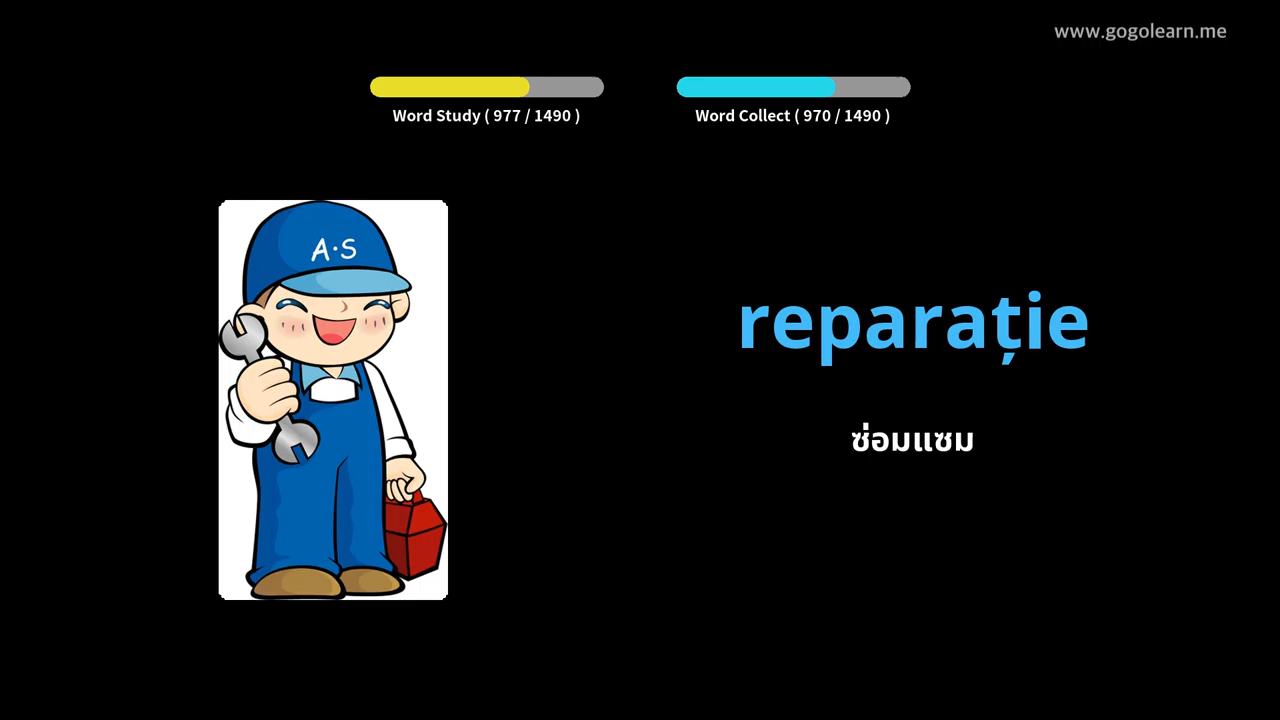 www.gogolearn.me
Word Study ( 977 / 1490 )
Word Collect ( 970 / 1490 )
A·S
reparație
ซ่อมแซม